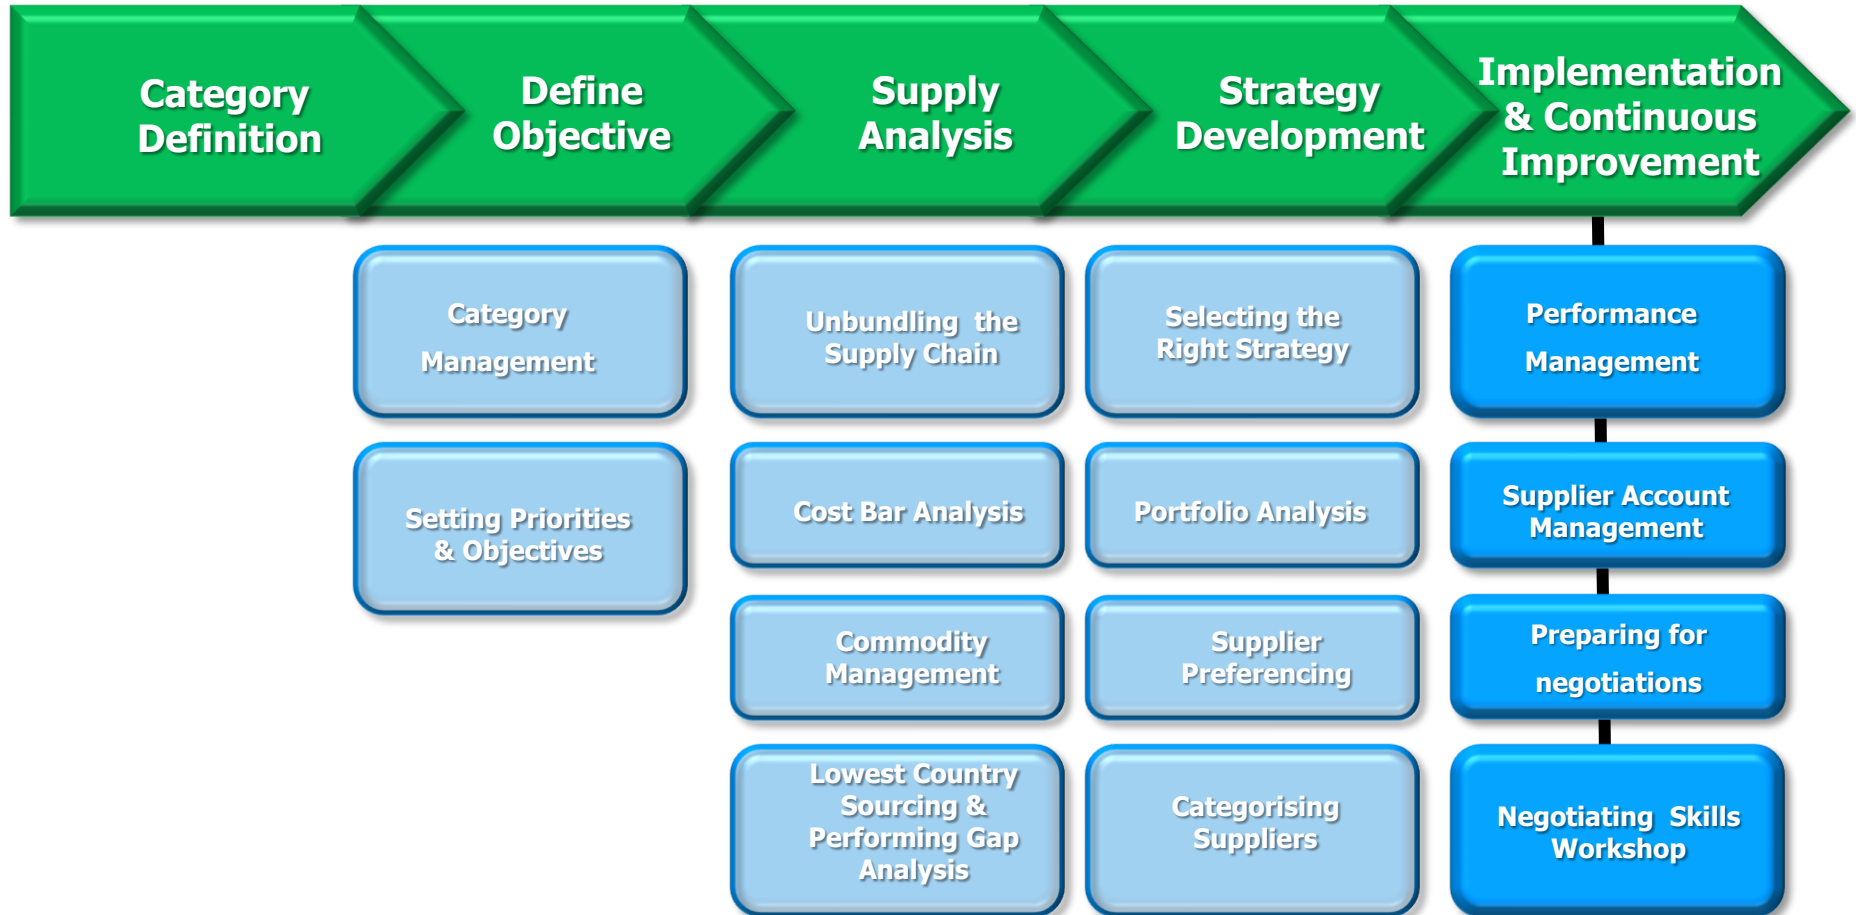 Category
Definition
Define
Objective
Supply
Analysis
Strategy
Development
Implementation
& Continuous
Improvement
Category
Management
Setting Priorities
& Objectives
Unbundling  the
Supply Chain
Cost Bar Analysis
Commodity
Management
Lowest Country
Sourcing &
Performing Gap
Analysis
Selecting the
Right Strategy
Portfolio Analysis
Supplier
Preferencing
Categorising
Suppliers
Performance
Management
Supplier Account
Management
Preparing for
negotiations
Negotiating  Skills
Workshop